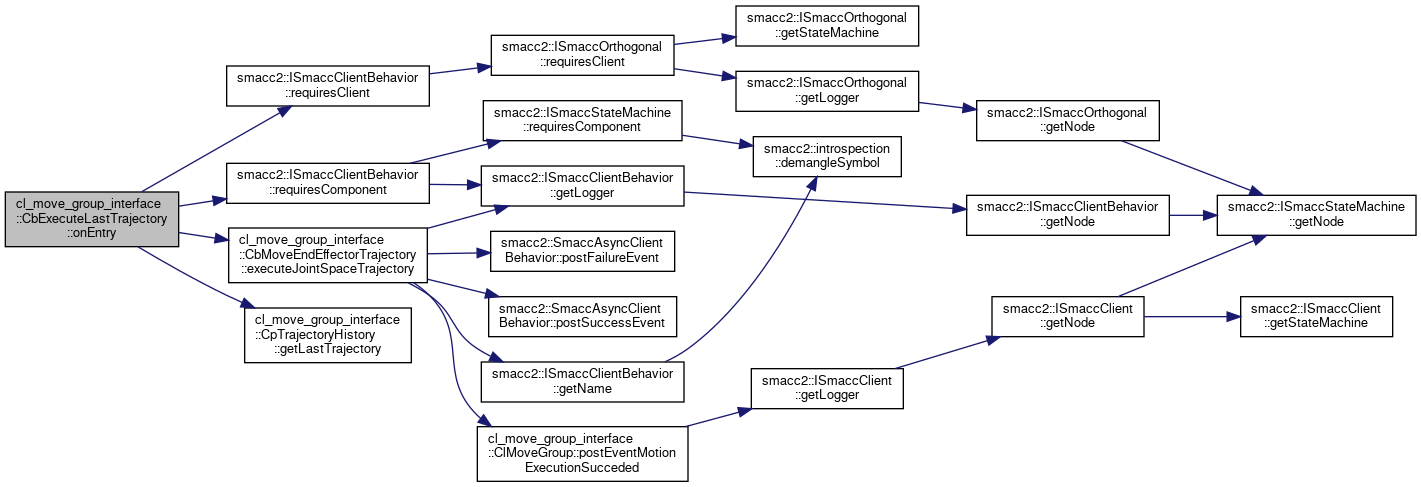 cl_move_group_interface
::CbExecuteLastTrajectory
::onEntry
smacc2::ISmaccClientBehavior
::requiresClient
smacc2::ISmaccOrthogonal
::requiresClient
smacc2::ISmaccOrthogonal
::getStateMachine
smacc2::ISmaccOrthogonal
::getLogger
smacc2::ISmaccOrthogonal
::getNode
smacc2::ISmaccStateMachine
::getNode
smacc2::ISmaccClientBehavior
::requiresComponent
smacc2::ISmaccStateMachine
::requiresComponent
smacc2::introspection
::demangleSymbol
smacc2::ISmaccClientBehavior
::getLogger
smacc2::ISmaccClientBehavior
::getNode
cl_move_group_interface
::CbMoveEndEffectorTrajectory
::executeJointSpaceTrajectory
smacc2::SmaccAsyncClient
Behavior::postFailureEvent
smacc2::SmaccAsyncClient
Behavior::postSuccessEvent
smacc2::ISmaccClientBehavior
::getName
cl_move_group_interface
::ClMoveGroup::postEventMotion
ExecutionSucceded
smacc2::ISmaccClient
::getLogger
smacc2::ISmaccClient
::getNode
smacc2::ISmaccClient
::getStateMachine
cl_move_group_interface
::CpTrajectoryHistory
::getLastTrajectory